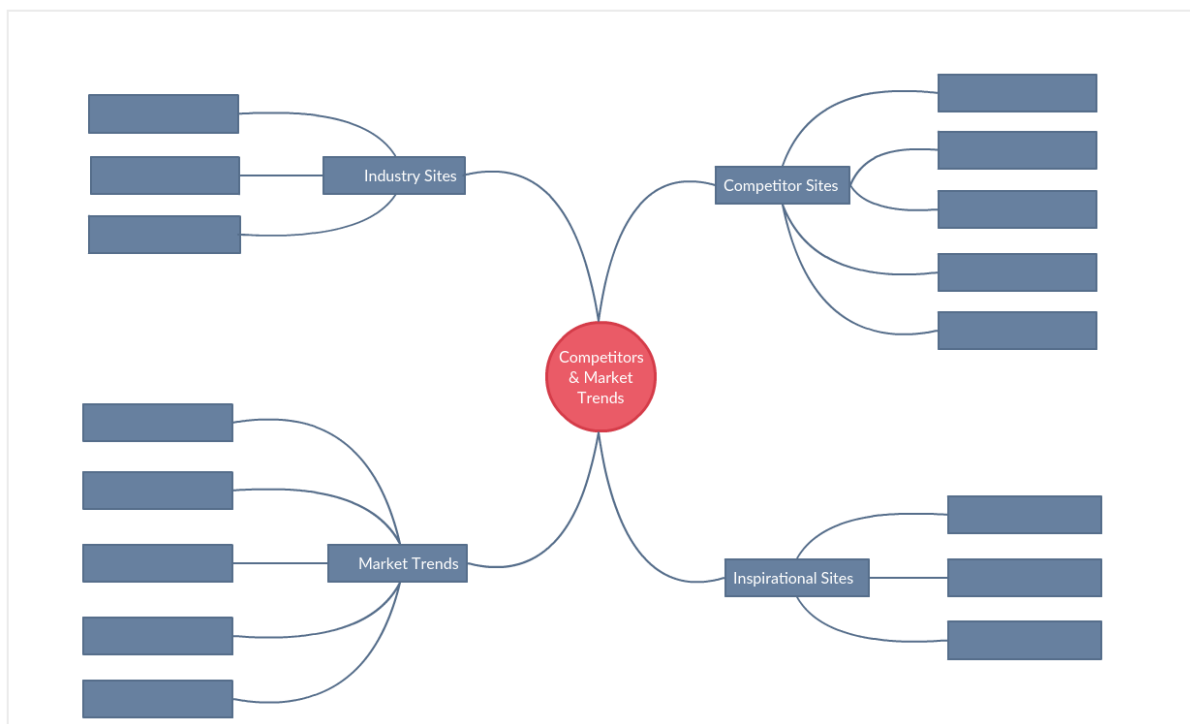 Industry Sites
Competitor Sites
Competitors
& Market
Trends
Market Trends
Inspirational Sites